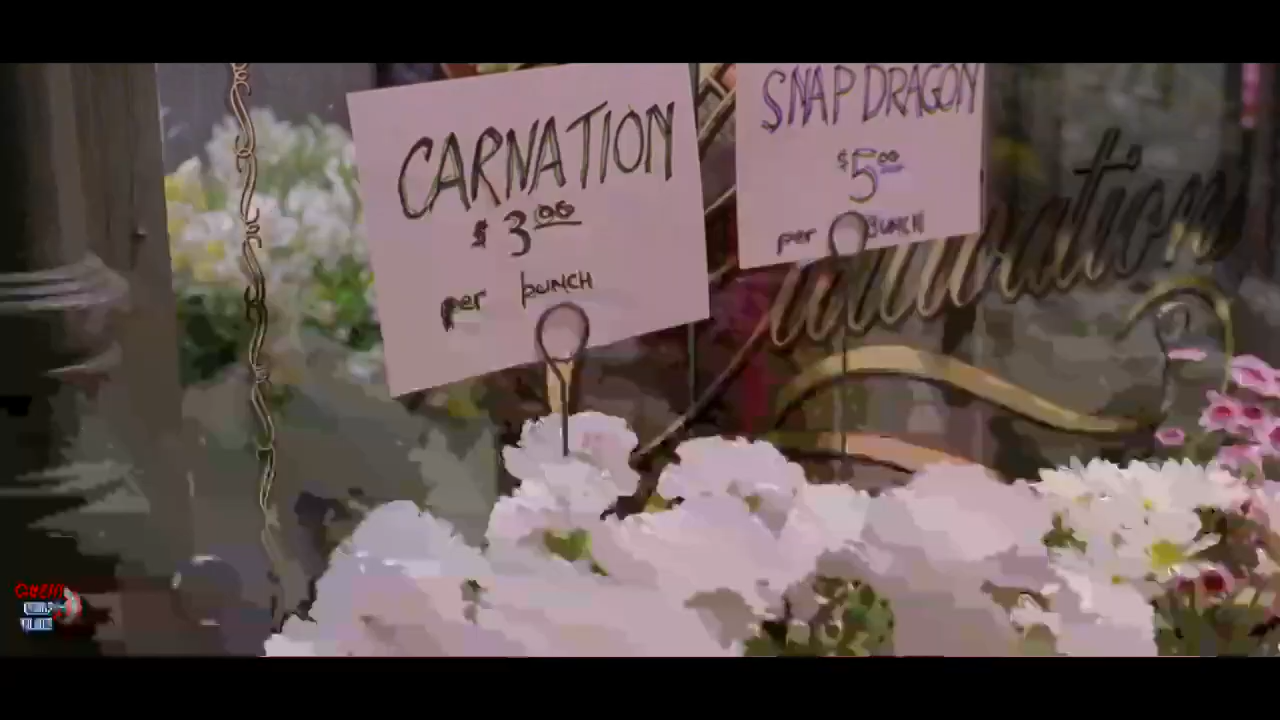 CARNATION
$3.00
per bunch
SNAP DRAGON
$5.00
per BUNCH